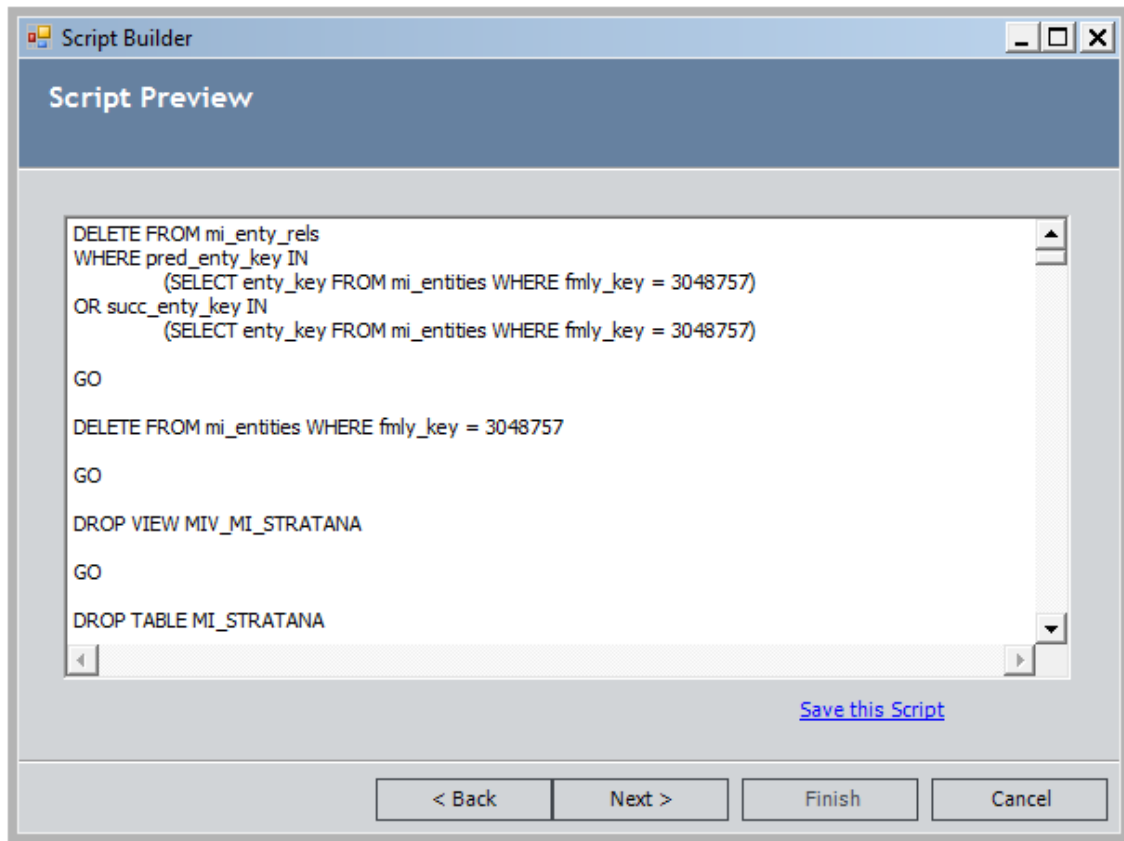 Script Builder
Script Preview
DELETE FROM mi_enty_rels
WHERE pred_enty_key IN
(SELECT enty_key FROM mi_entities WHERE fmly_key = 3048757)
OR succ_enty_key IN
(SELECT enty_key FROM mi_entities WHERE fmly_key = 3048757)
GO
DELETE FROM mi_entities WHERE fmly_key = 3048757
GO
DROP VIEW MIV_MI_STRATANA
GO
DROP TABLE MI_STRATANA
Save this Script
< Back Next > Finish Cancel